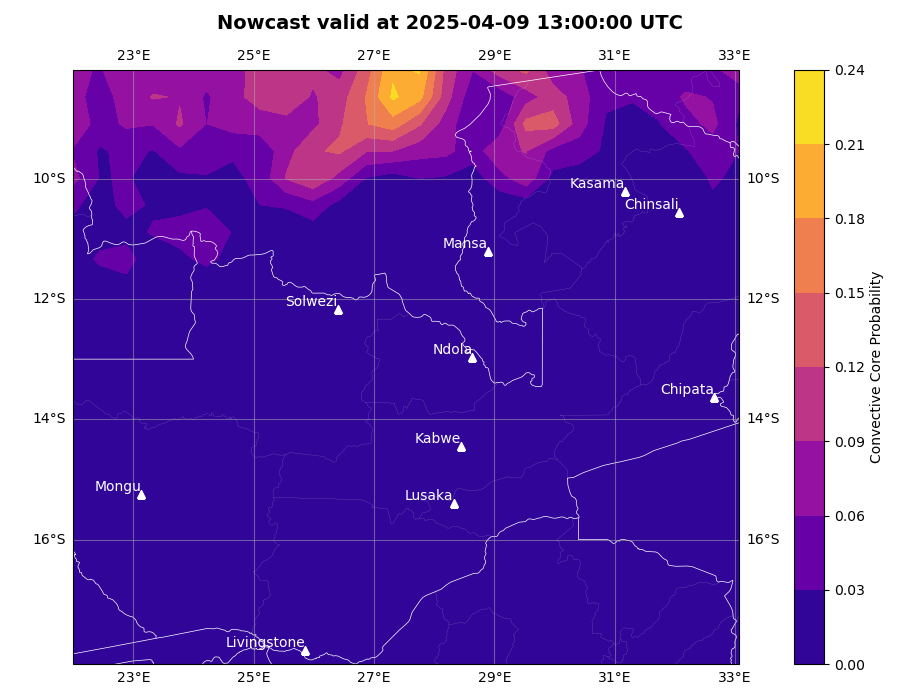 Nowcast valid at 2025-04-09 13:00:00 UTC
23°E 25°E 27°E 29°E 31°E 33°E
0.24
0.21
10°S Kasama 10°S
Chinsali
0.18
Mansa
0.15
12°S Solwezi 12°S
Ndola
0.12
Chipata
14°S 14°S
Kabwe
0.09
Mongu
Lusaka
0.06
16°S 16°S
0.03
Livingstone
0.00
23°E 25°E 27°E 29°E 31°E 33°E
Convective Core Probability